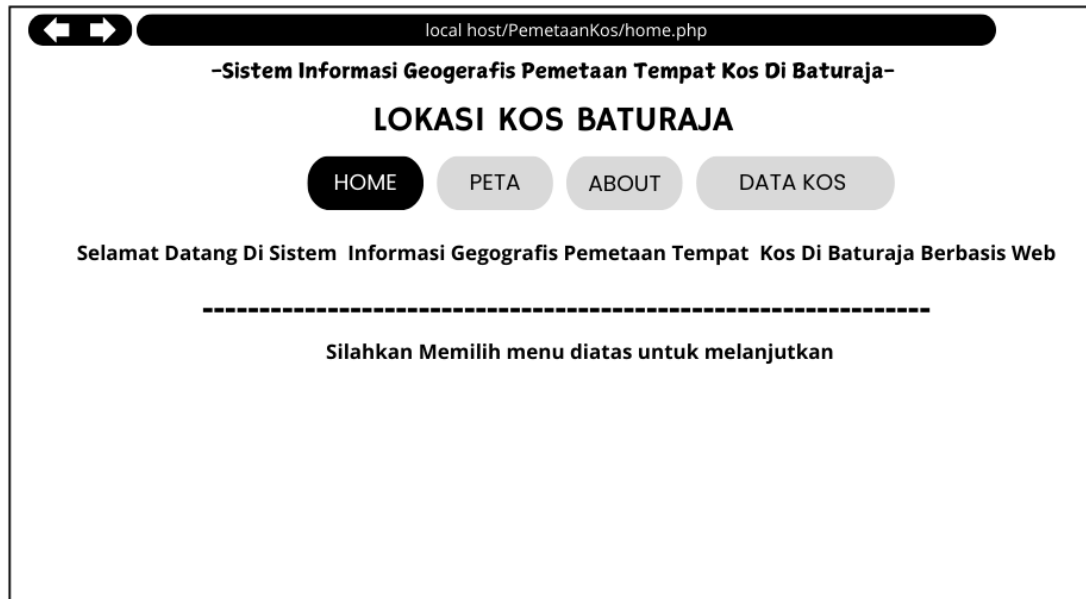 local host/PemetaanKos/home.php
-Sistem Informasi Geogerafis Pemetaan Tempat Kos Di Baturaja-
LOKASI KOS BATURAJA
HOME PETA ABOUT DATA KOS
Selamat Datang Di Sistem Informasi Gegografis Pemetaan Tempat Kos Di Baturaja Berbasis Web
----------------------------------------------------------------
Silahkan Memilih menu diatas untuk melanjutkan